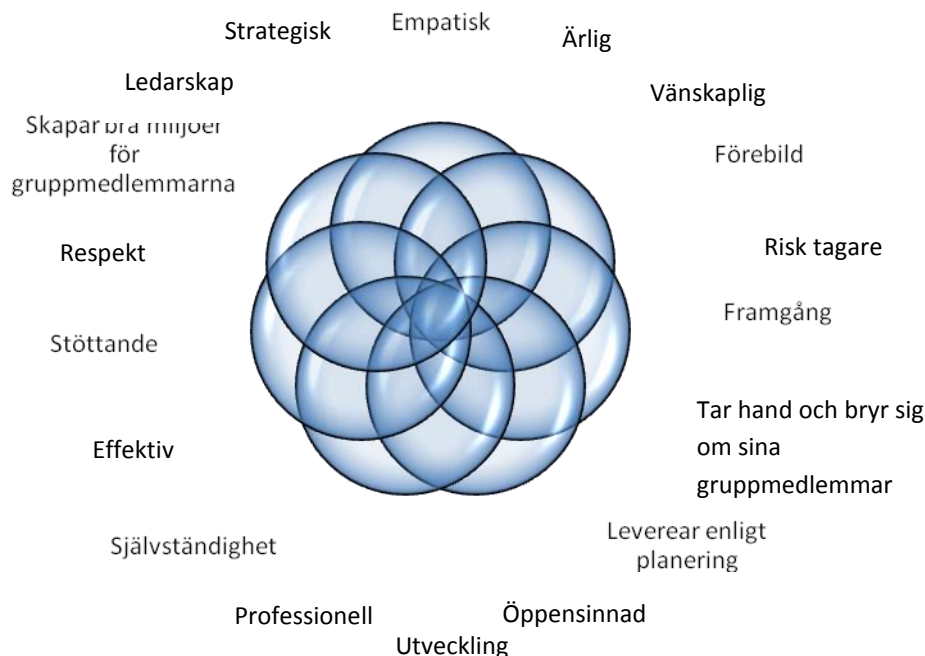 Empatisk
Strategisk
Ärlig
Ledarskap
Vänskaplig
Skapar bra miljöer
för
gruppmedlemmarna
Förebild
Respekt
Risk tagare
Framgång
Stöttande
Tar hand och bryr sig
om sina
gruppmedlemmar
Effektiv
Leverear enligt
planering
Självständighet
Professionell
Öppensinnad
Utveckling